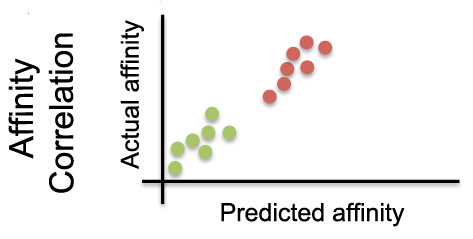 Affinity
Correlation
Actual affinity
Predicted affinity